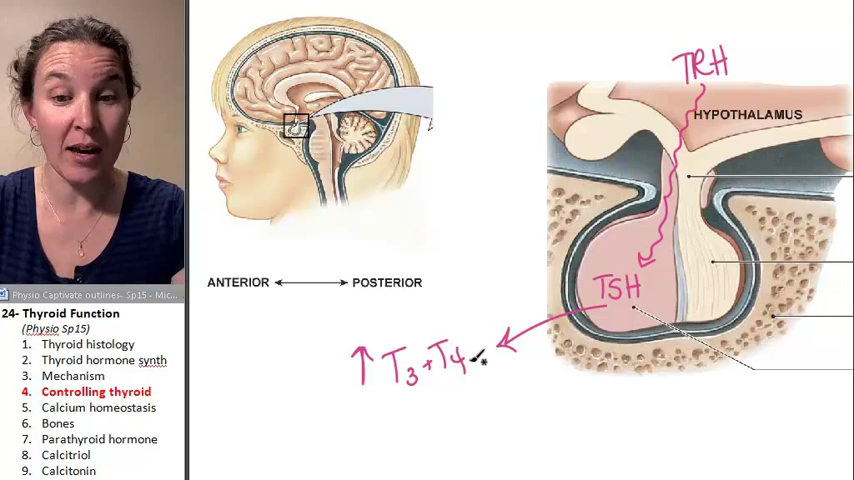 TRH
HYPOTHALAMUS
TSH
ANTERIOR POSTERIOR
↑ T3 + T4
Physio Captivate outlines- Sp15 - Mic...
24- Thyroid Function
(Physio Sp15)
1. Thyroid histology
2. Thyroid hormone synth
3. Mechanism
4. Controlling thyroid
5. Calcium homeostasis
6. Bones
7. Parathyroid hormone
8. Calcitriol
9. Calcitonin